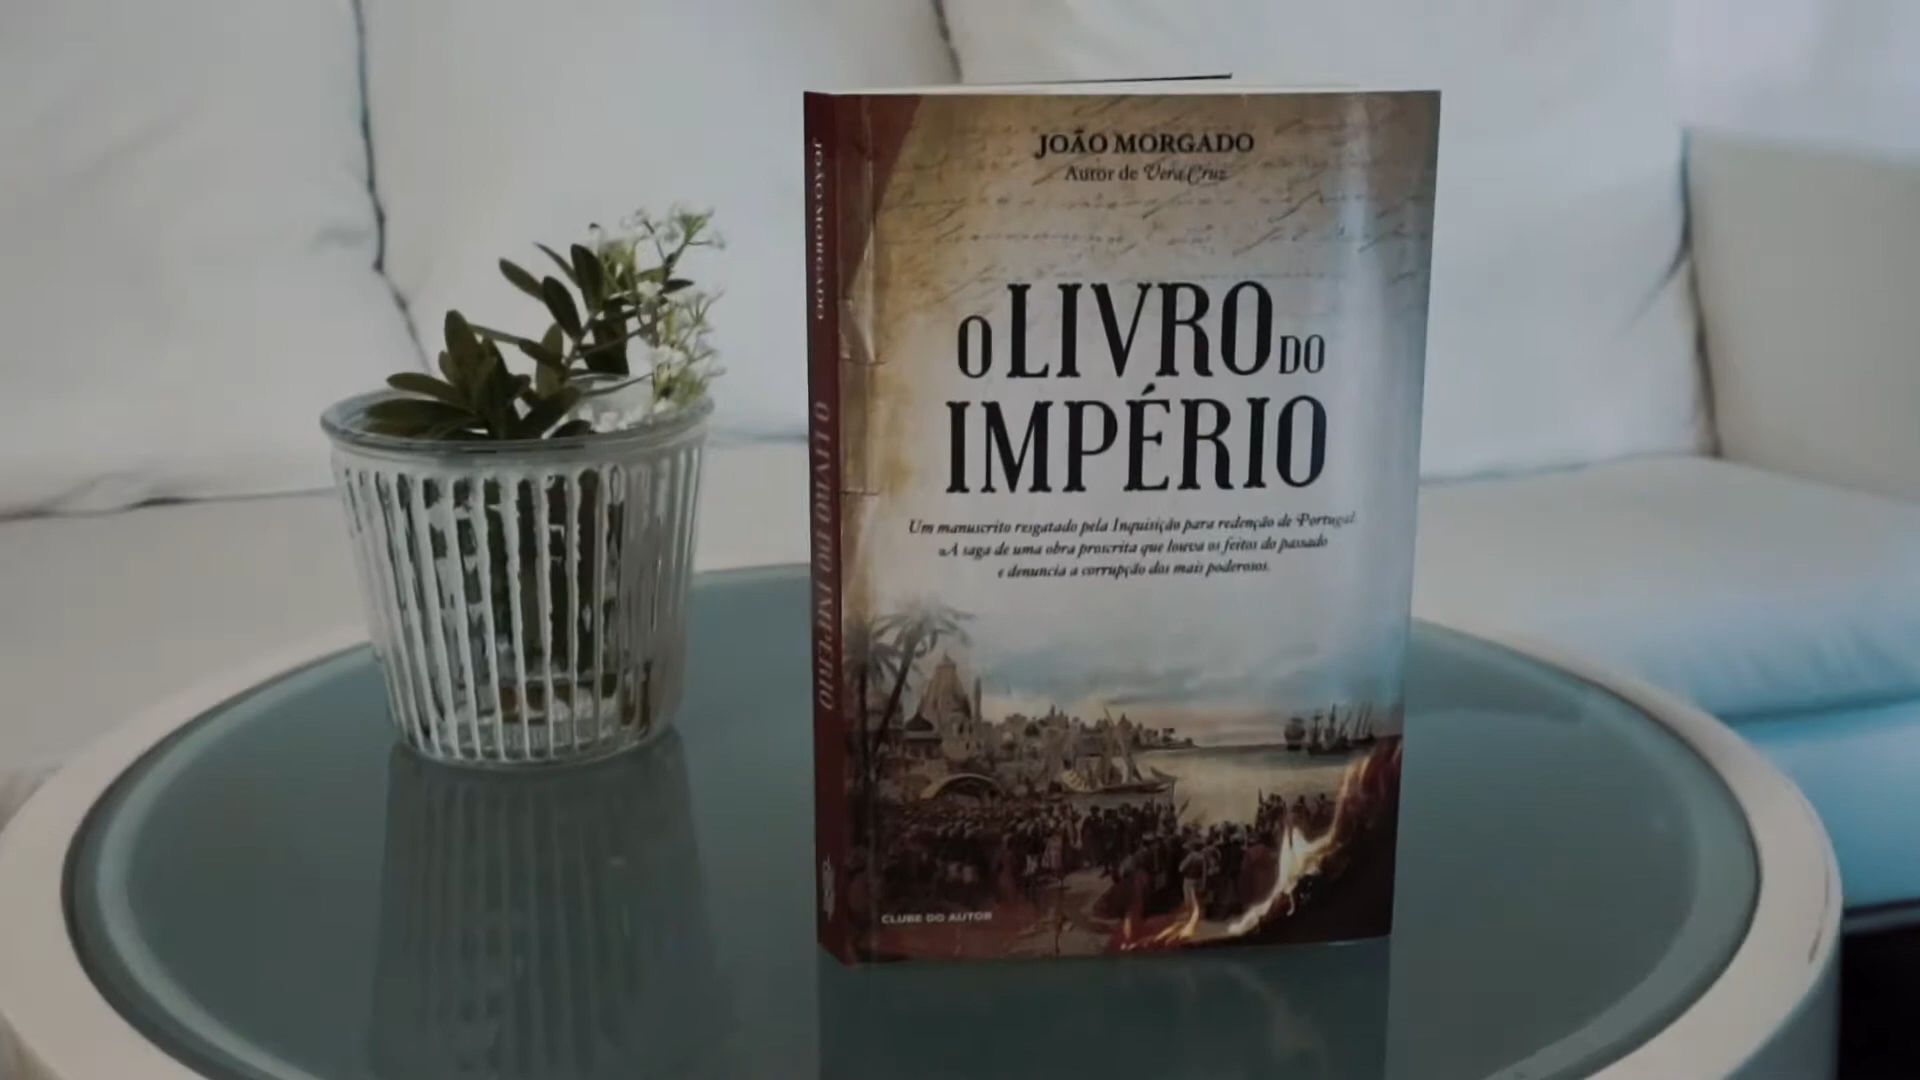 JOÃO MORGADO
Autor de Vera Cruz
O LIVRO DO
IMPÉRIO
Um manuscrito resgatado pela Inquisição para redenção de Portugal.
A saga de uma obra proscrita que louva os feitos do passado
e denuncia a corrupção dos mais poderosos.
CLUBE DO AUTOR
JOÃO MORGADO
O LIVRO DO IMPÉRIO